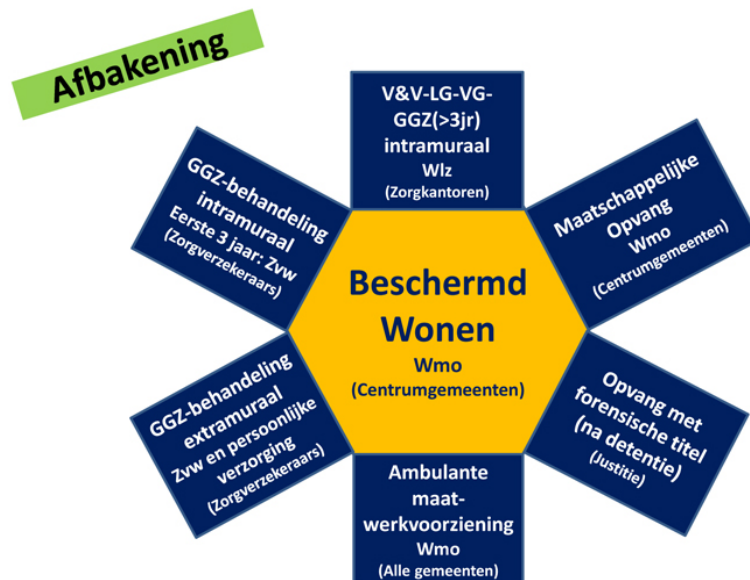 Afbakening
V&V-LG-VG-
GGZ(>3jr)
intramuraal
Wlz
(Zorgkantoren)
GGZ-behandeling
intramuraal
Eerste 3 jaar: Zvw
(Zorgverzekeraars)
Maatschappelijke
Opvang
Wmo
(Centrumgemeenten)
Beschermd
Wonen
Wmo
(Centrumgemeenten)
GGZ-behandeling
extramuraal
Zvw en persoonlijke
verzorging
(Zorgverzekeraars)
Opvang met
forensische titel
(na detentie)
(Justitie)
Ambulante
maat-
werkvoorziening
Wmo
(Alle gemeenten)